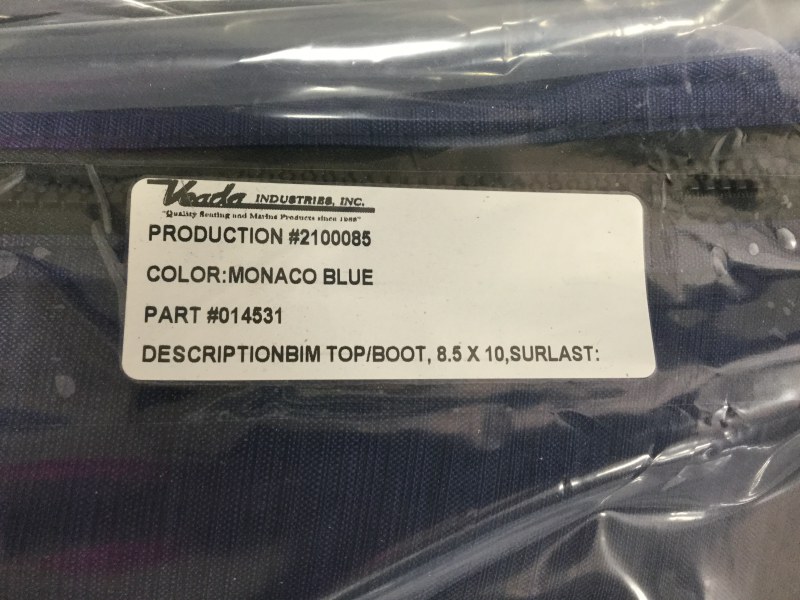 Veada INDUSTRIES, INC.
"Quality Seating and Marine Products since 1988"
PRODUCTION #2100085
COLOR:MONACO BLUE
PART #014531
DESCRIPTIONBIM TOP/BOOT, 8.5 X 10,SURLAST: